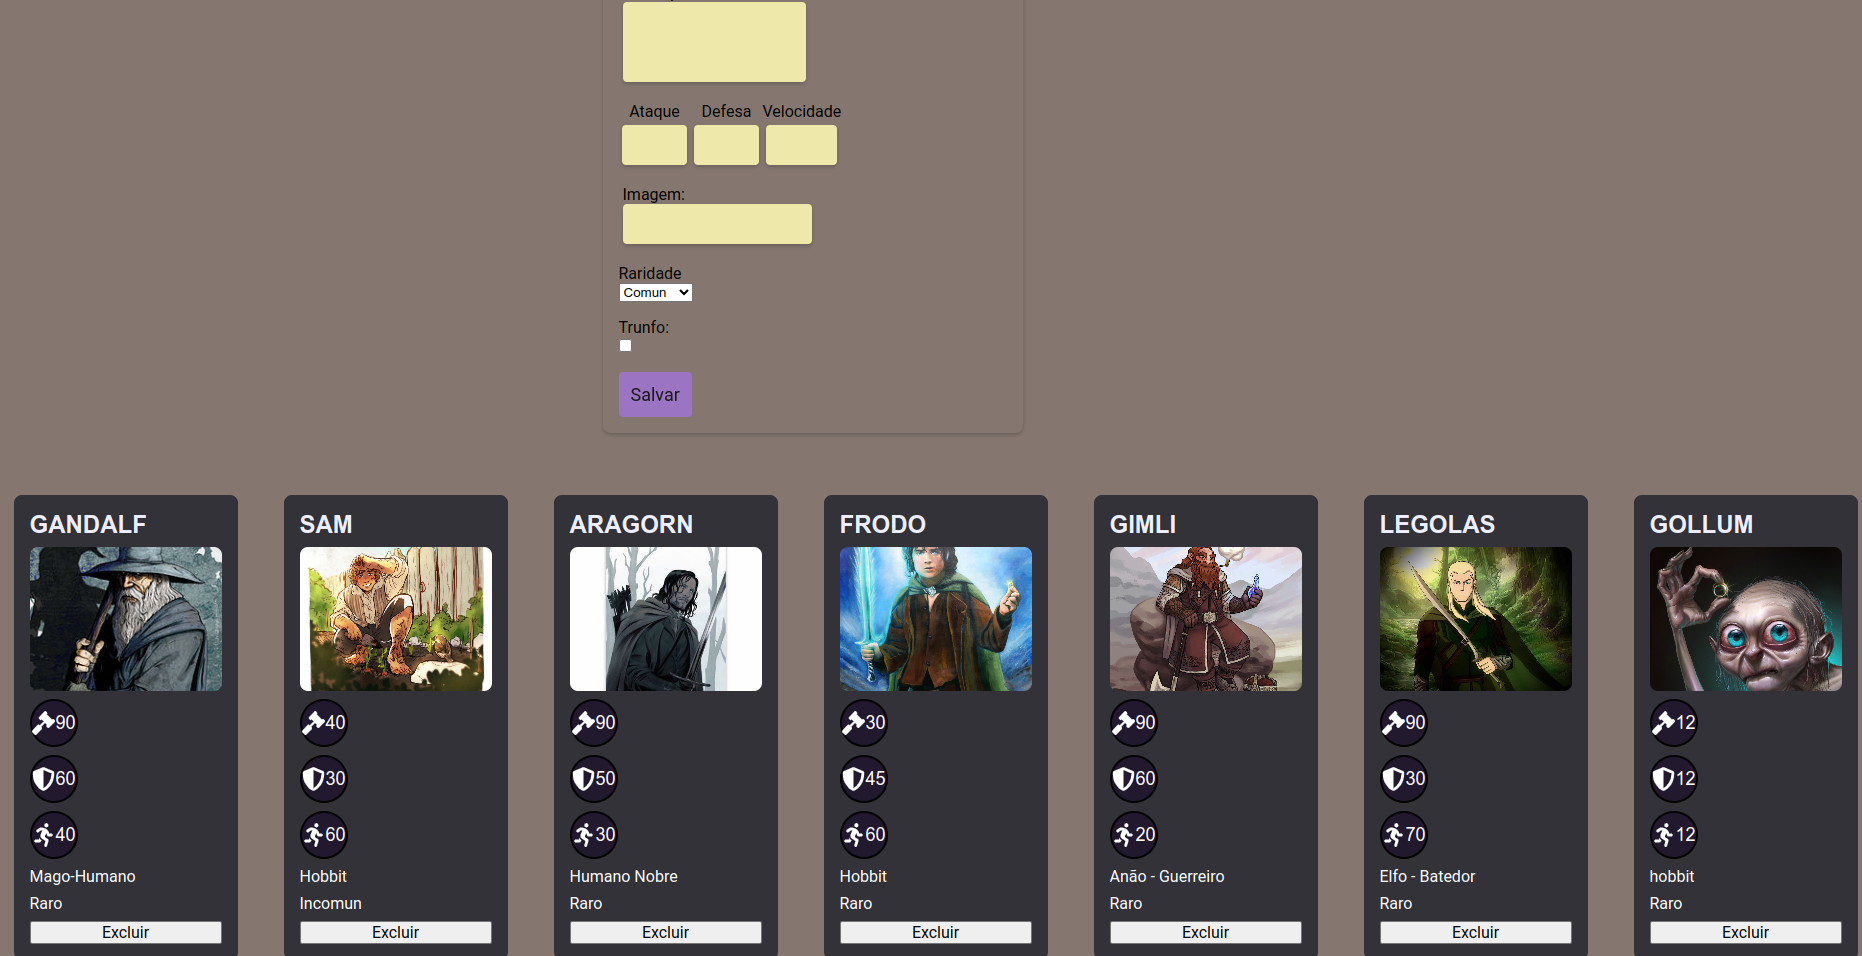 Ataque Defesa Velocidade
Imagem:
Raridade
Comun
Trunfo:
Salvar
GANDALF
90
60
40
Mago-Humano
Raro
Excluir
SAM
40
30
60
Hobbit
Incomun
Excluir
ARAGORN
90
50
30
Humano Nobre
Raro
Excluir
FRODO
30
45
60
Hobbit
Raro
Excluir
GIMLI
90
60
20
Anão - Guerreiro
Raro
Excluir
LEGOLAS
90
30
70
Elfo - Batedor
Raro
Excluir
GOLLUM
12
12
12
hobbit
Raro
Excluir